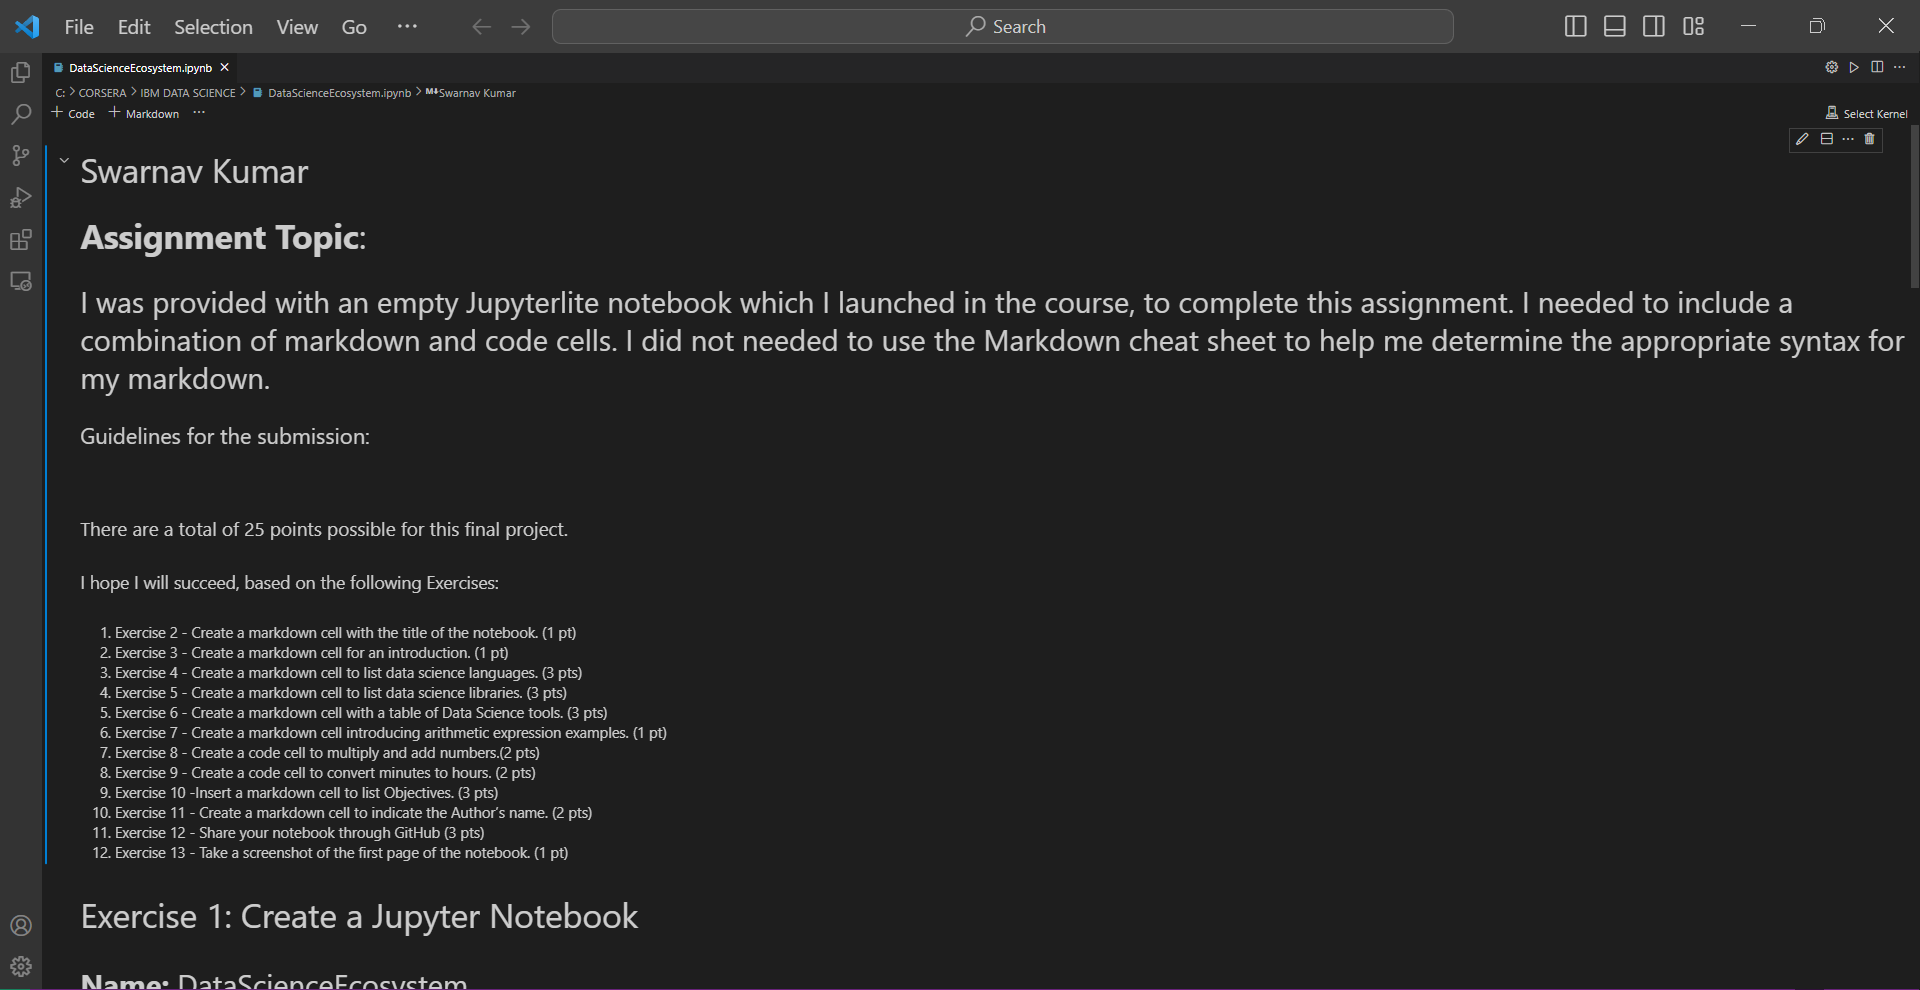 File Edit Selection View Go ···
Search
DataScienceEcosystem.ipynb
C: > CORSERA > IBM DATA SCIENCE > DataScienceEcosystem.ipynb > M↓Swarnav Kumar
+ Code + Markdown ···
Select Kernel
Swarnav Kumar
Assignment Topic:
I was provided with an empty Jupyterlite notebook which I launched in the course, to complete this assignment. I needed to include a
combination of markdown and code cells. I did not needed to use the Markdown cheat sheet to help me determine the appropriate syntax for
my markdown.
Guidelines for the submission:
There are a total of 25 points possible for this final project.
I hope I will succeed, based on the following Exercises:
1. Exercise 2 - Create a markdown cell with the title of the notebook. (1 pt)
2. Exercise 3 - Create a markdown cell for an introduction. (1 pt)
3. Exercise 4 - Create a markdown cell to list data science languages. (3 pts)
4. Exercise 5 - Create a markdown cell to list data science libraries. (3 pts)
5. Exercise 6 - Create a markdown cell with a table of Data Science tools. (3 pts)
6. Exercise 7 - Create a markdown cell introducing arithmetic expression examples. (1 pt)
7. Exercise 8 - Create a code cell to multiply and add numbers.(2 pts)
8. Exercise 9 - Create a code cell to convert minutes to hours. (2 pts)
9. Exercise 10 -Insert a markdown cell to list Objectives. (3 pts)
10. Exercise 11 - Create a markdown cell to indicate the Author's name. (2 pts)
11. Exercise 12 - Share your notebook through GitHub (3 pts)
12. Exercise 13 - Take a screenshot of the first page of the notebook. (1 pt)
Exercise 1: Create a Jupyter Notebook
Name: DataScienceEcosystem